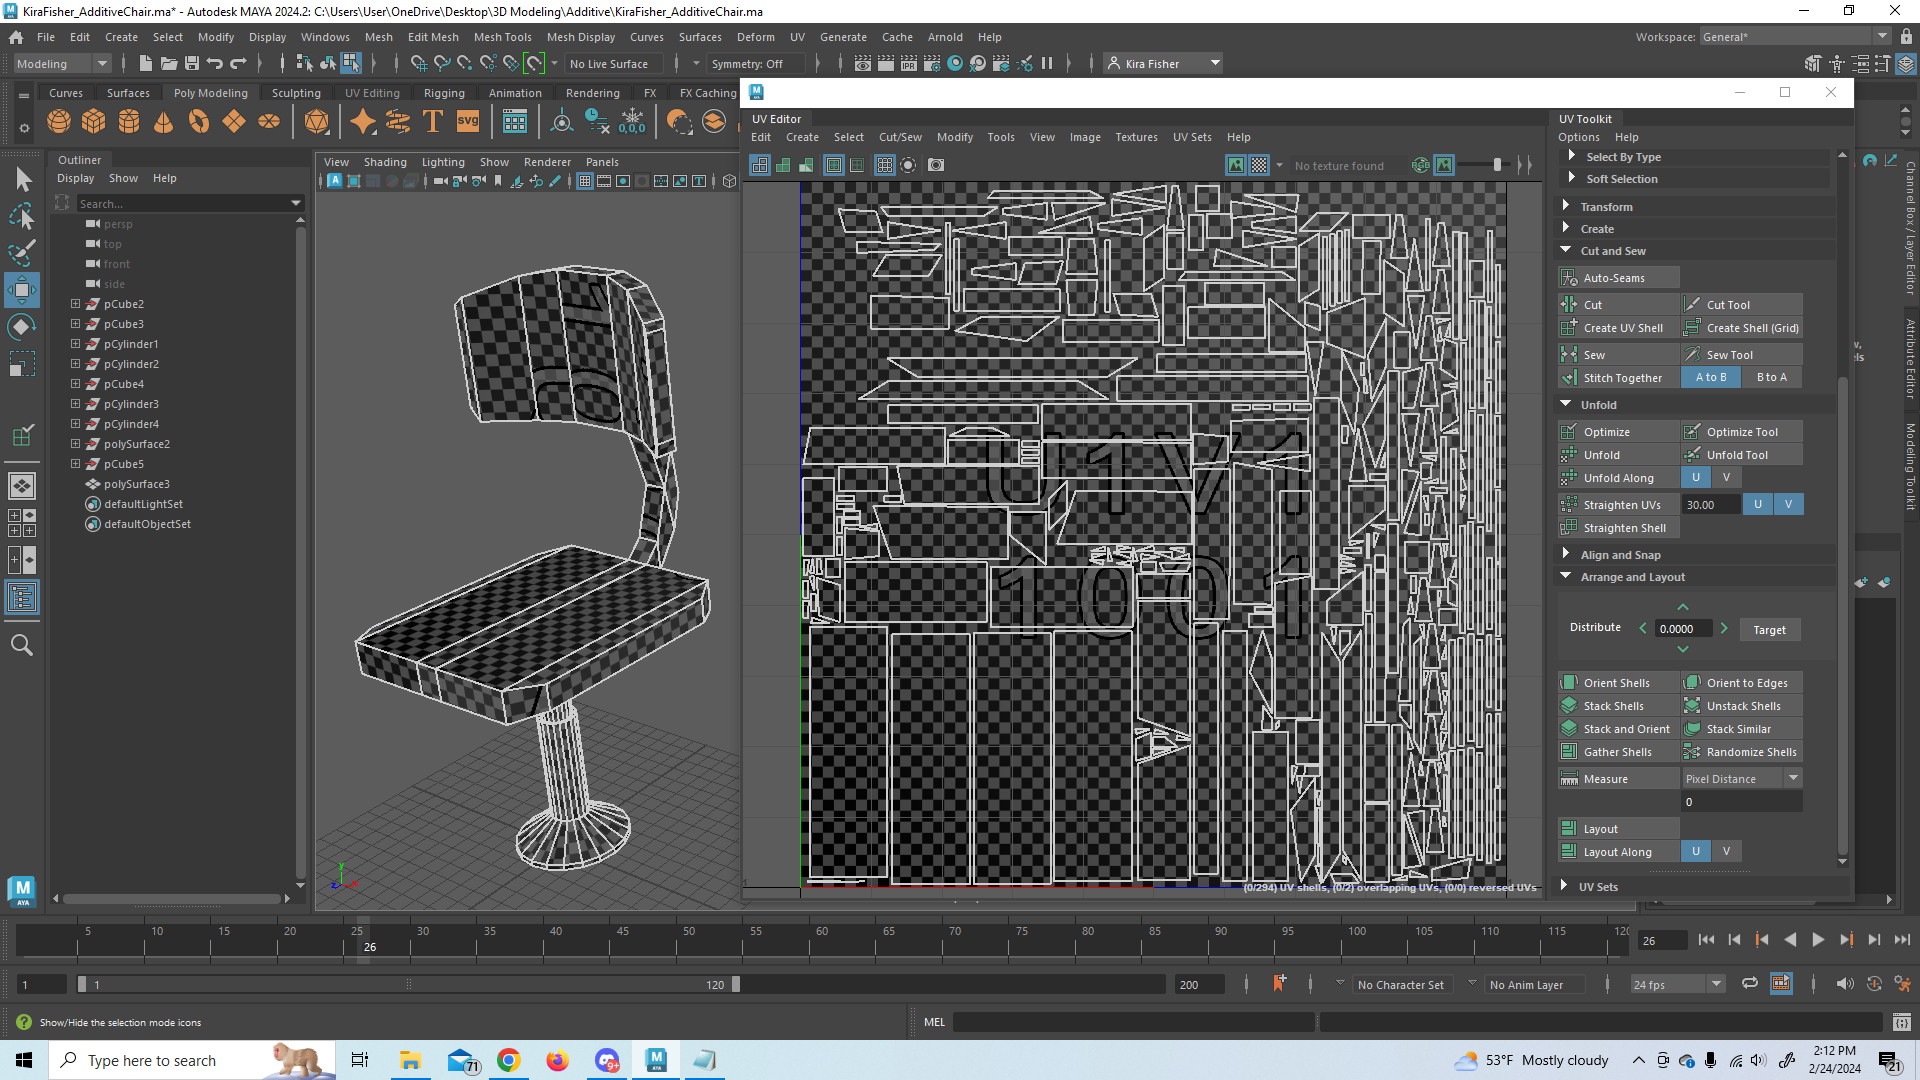 KiraFisher_AdditiveChair.ma* - Autodesk MAYA 2024.2: C:\Users\User\OneDrive\Desktop\3D Modeling\Additive\KiraFisher_AdditiveChair.ma
File Edit Create Select Modify Display Windows Mesh Edit Mesh Mesh Tools Mesh Display Curves Surfaces Deform UV Generate Cache Arnold Help
Workspace: General*
Modeling
No Live Surface
Symmetry: Off
Kira Fisher
Curves Surfaces Poly Modeling Sculpting UV Editing Rigging Animation Rendering FX FX Caching
T
svg
0,0,0
Outliner
Display Show Help
Search...
persp
top
front
side
pCube2
pCube3
pCylinder1
pCylinder2
pCube4
pCylinder3
pCylinder4
polySurface2
pCube5
polySurface3
defaultLightSet
defaultObjectSet
View Shading Lighting Show Renderer Panels
UV Editor
Edit Create Select Cut/Sew Modify Tools View Image Textures UV Sets Help
No texture found
U1V1
1001
(0/294) UV shells, (0/2) overlapping UVs, (0/0) reversed UVs
UV Toolkit
Options Help
Select By Type
Soft Selection
Transform
Create
Cut and Sew
Auto-Seams
Cut
Cut Tool
Create UV Shell
Create Shell (Grid)
Sew
Sew Tool
Stitch Together
A to B
B to A
Unfold
Optimize
Optimize Tool
Unfold
Unfold Tool
Unfold Along
U
V
Straighten UVs
30.00
U
V
Straighten Shell
Align and Snap
Arrange and Layout
Distribute
0.0000
Target
Orient Shells
Orient to Edges
Stack Shells
Unstack Shells
Stack and Orient
Stack Similar
Gather Shells
Randomize Shells
Measure
Pixel Distance
0
Layout
Layout Along
U
V
UV Sets
Channel Box / Layer Editor
Attribute Editor
Modeling Toolkit
5 10 15 20 25 30 35 40 45 50 55 60 65 70 75 80 85 90 95 100 105 110 115
26
26
1
1
120
200
No Character Set
No Anim Layer
24 fps
Show/Hide the selection mode icons
MEL
Type here to search
71
9+
53°F Mostly cloudy
2:12 PM
2/24/2024
21